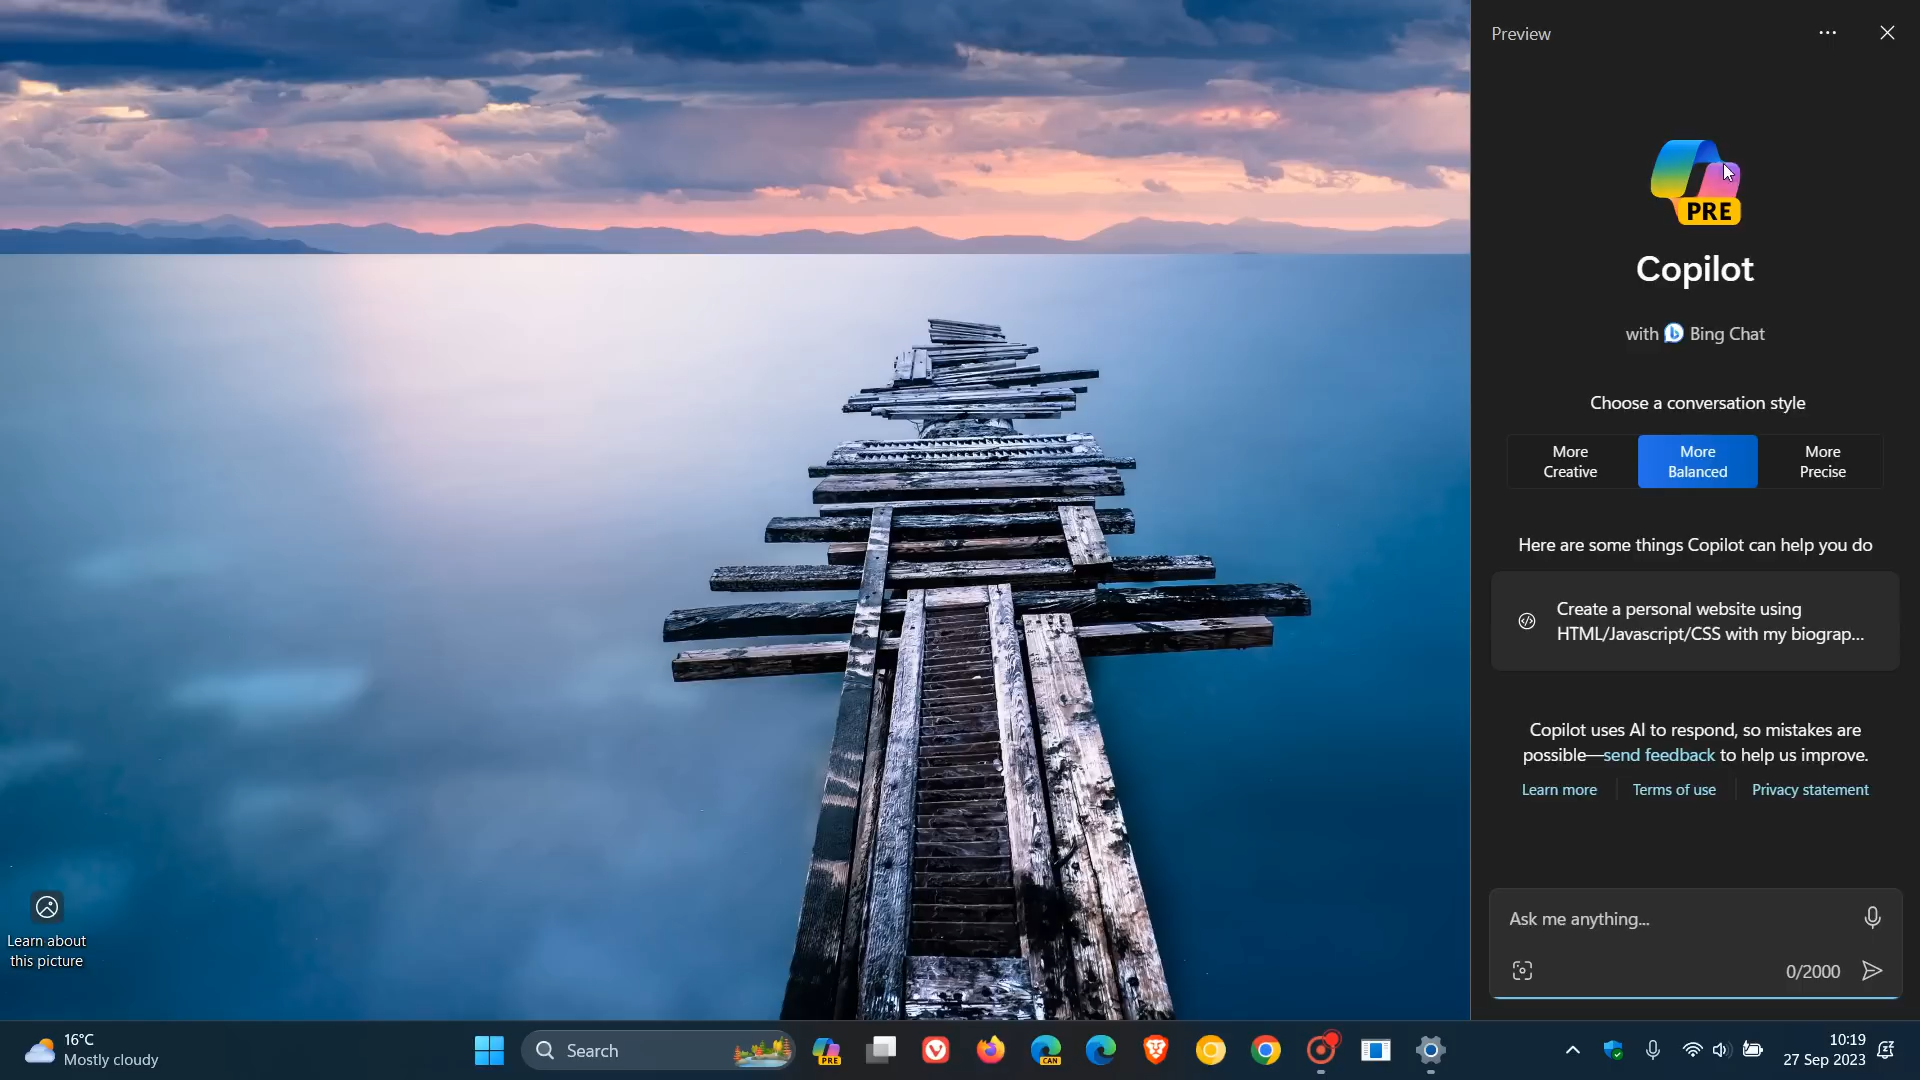 Preview
PRE
Copilot
with Bing Chat
Choose a conversation style
More
Creative
More
Balanced
More
Precise
Here are some things Copilot can help you do
Create a personal website using
HTML/Javascript/CSS with my biograp...
Copilot uses AI to respond, so mistakes are
possible—send feedback to help us improve.
Learn more
Terms of use
Privacy statement
Ask me anything...
0/2000
Learn about
this picture
16°C
Mostly cloudy
Search
PRE
CAN
10:19
27 Sep 2023